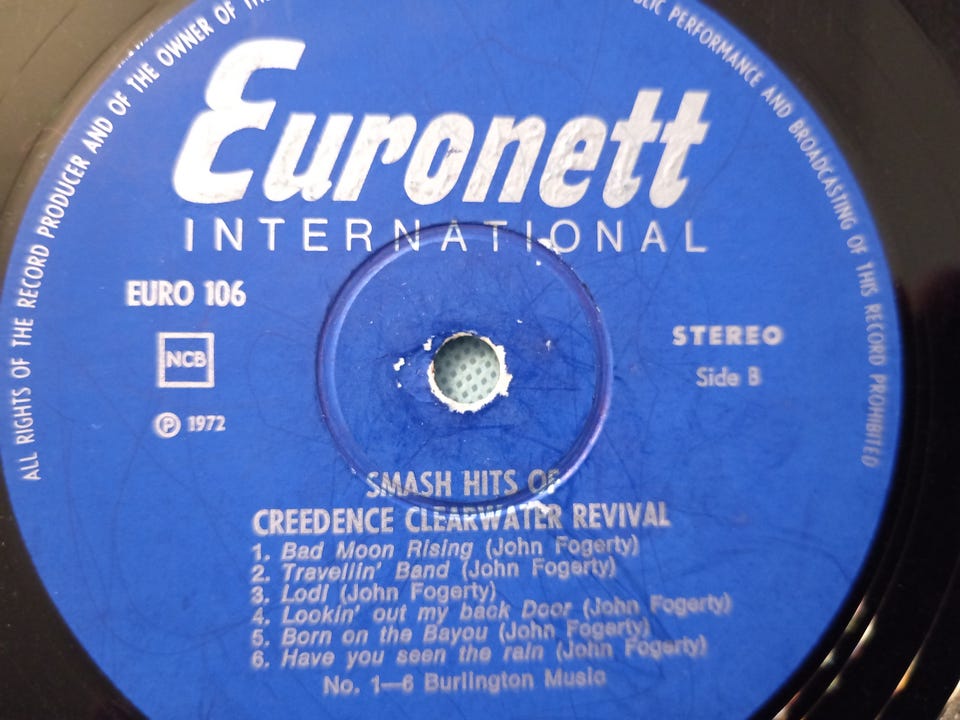 ALL RIGHTS OF THE RECORD PRODUCER AND OF THE OWNER OF THE
PUBLIC PERFORMANCE AND BROADCASTING OF THIS RECORD PROHIBITED
Euronett
INTERNATIONAL
EURO 106
NCB
℗ 1972
STEREO
Side B
SMASH HITS OF
CREEDENCE CLEARWATER REVIVAL
1. Bad Moon Rising (John Fogerty)
2. Travellin' Band (John Fogerty)
3. Lodi (John Fogerty)
4. Lookin' out my back Door (John Fogerty)
5. Born on the Bayou (John Fogerty)
6. Have you seen the rain (John Fogerty)
No. 1—6 Burlington Music